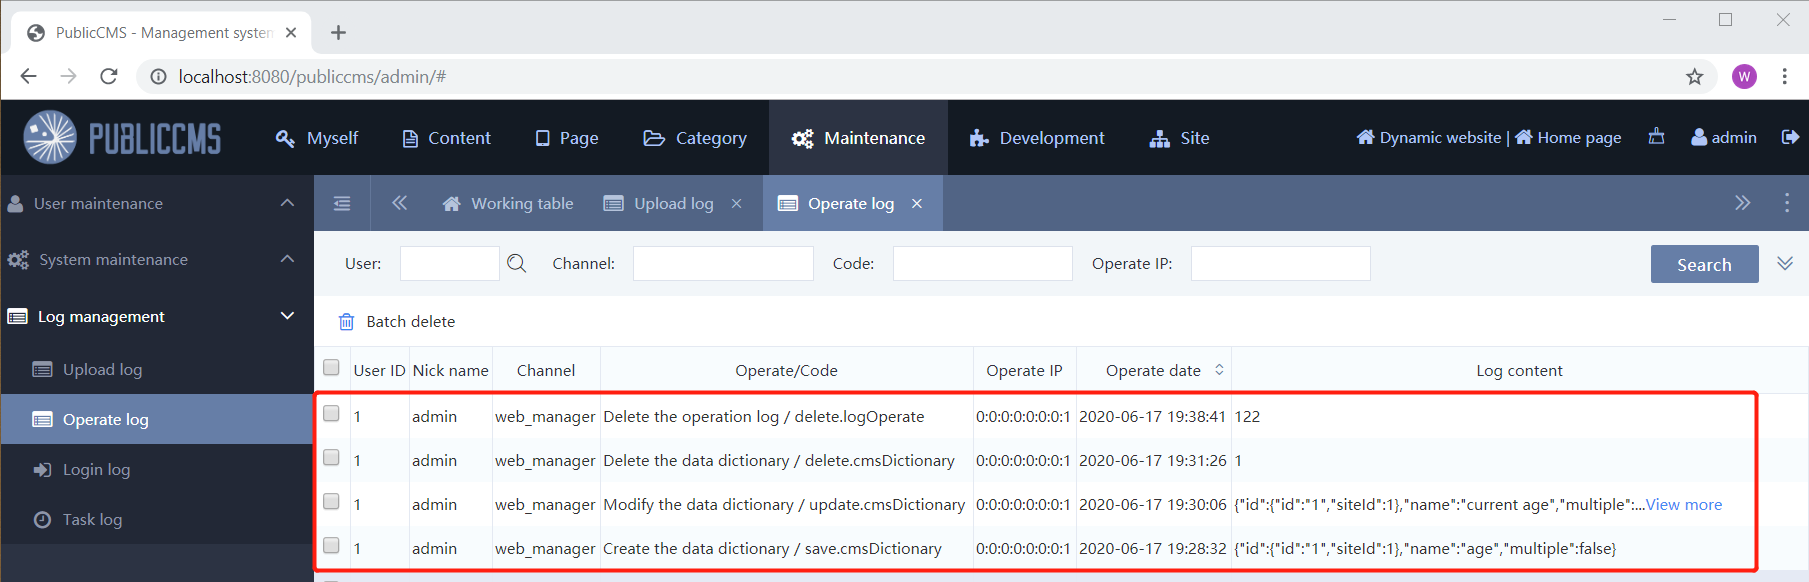 PublicCMS - Management system
localhost:8080/publiccms/admin/#
W
PUBLICCMS
Myself
Content
Page
Category
Maintenance
Development
Site
Dynamic website | Home page
admin
User maintenance
System maintenance
Log management
Upload log
Operate log
Login log
Task log
Working table
Upload log
Operate log
User:
Channel:
Code:
Operate IP:
Search
Batch delete
User ID Nick name Channel Operate/Code Operate IP Operate date Log content
1 admin web_manager Delete the operation log / delete.logOperate 0:0:0:0:0:0:0:1 2020-06-17 19:38:41 122
1 admin web_manager Delete the data dictionary / delete.cmsDictionary 0:0:0:0:0:0:0:1 2020-06-17 19:31:26 1
1 admin web_manager Modify the data dictionary / update.cmsDictionary 0:0:0:0:0:0:0:1 2020-06-17 19:30:06 {"id":{"id":"1","siteId":1},"name":"current age","multiple":...View more
1 admin web_manager Create the data dictionary / save.cmsDictionary 0:0:0:0:0:0:0:1 2020-06-17 19:28:32 {"id":{"id":"1","siteId":1},"name":"age","multiple":false}